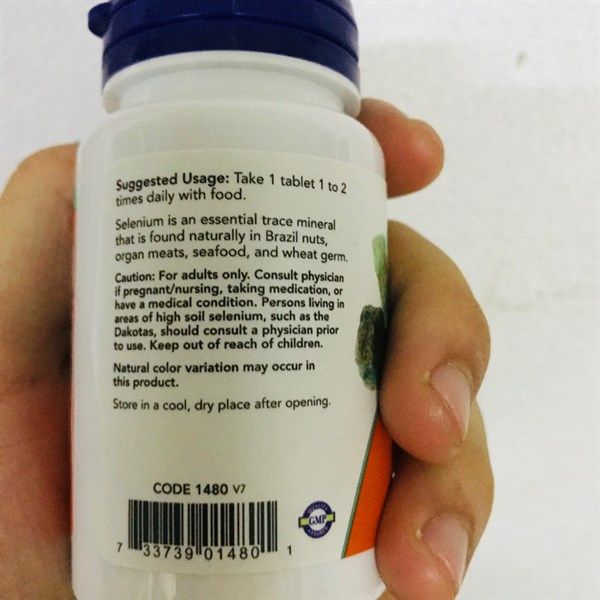 Suggested Usage: Take 1 tablet 1 to 2
times daily with food.
Selenium is an essential trace mineral
that is found naturally in Brazil nuts,
organ meats, seafood, and wheat germ.
Caution: For adults only. Consult physician
if pregnant/nursing, taking medication, or
have a medical condition. Persons living in
areas of high soil selenium, such as the
Dakotas, should consult a physician prior
to use. Keep out of reach of children.
Natural color variation may occur in
this product.
Store in a cool, dry place after opening.
CODE 1480 V7
GMP
7 33739 01480 1